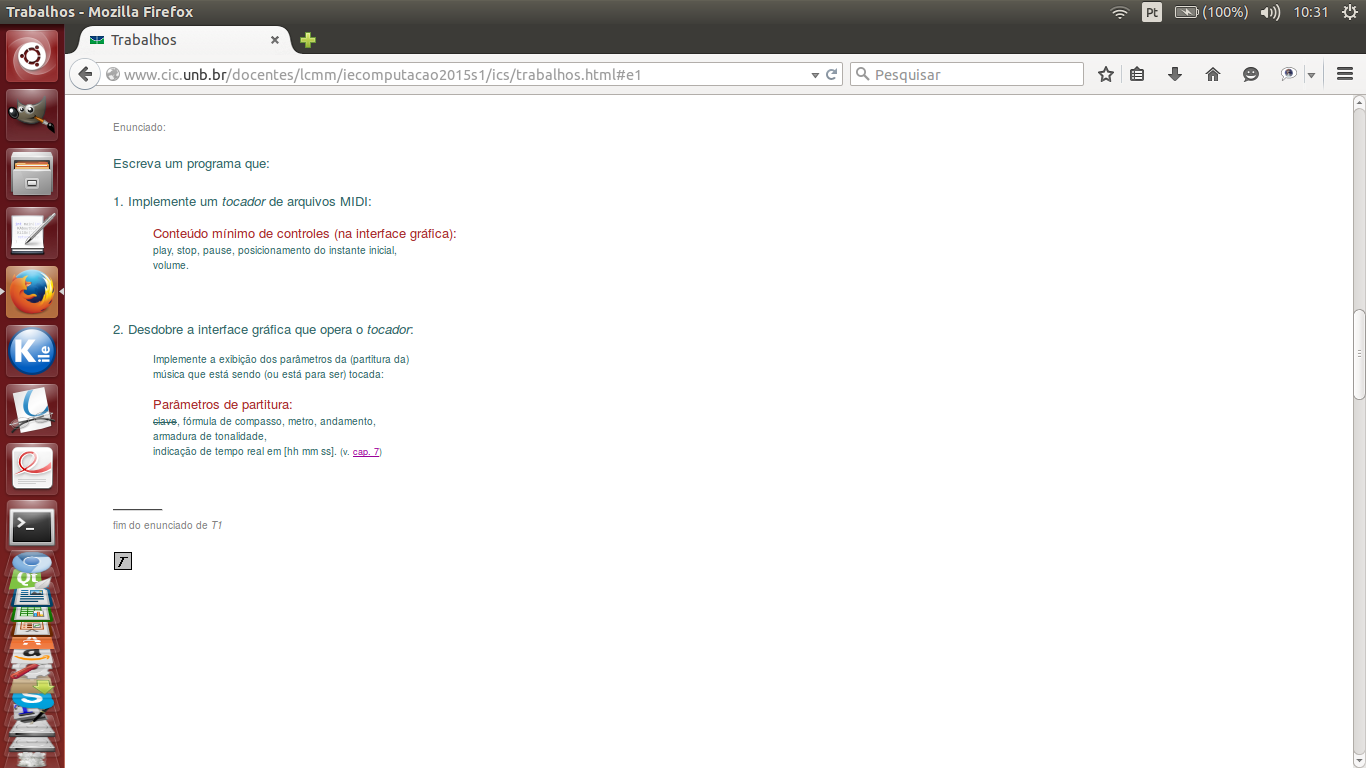 Trabalhos - Mozilla Firefox
Pt
(100%)
10:31
Trabalhos
www.cic.unb.br/docentes/lcmm/iecomputacao2015s1/ics/trabalhos.html#e1
Pesquisar
Enunciado:
Escreva um programa que:
1. Implemente um tocador de arquivos MIDI:
Conteúdo mínimo de controles (na interface gráfica):
play, stop, pause, posicionamento do instante inicial,
volume.
2. Desdobre a interface gráfica que opera o tocador:
Implemente a exibição dos parâmetros da (partitura da)
música que está sendo (ou está para ser) tocada:
Parâmetros de partitura:
clave, fórmula de compasso, metro, andamento,
armadura de tonalidade,
indicação de tempo real em [hh mm ss]. (v. cap. 7)
fim do enunciado de T1
T
K ile
>_
Qt
a